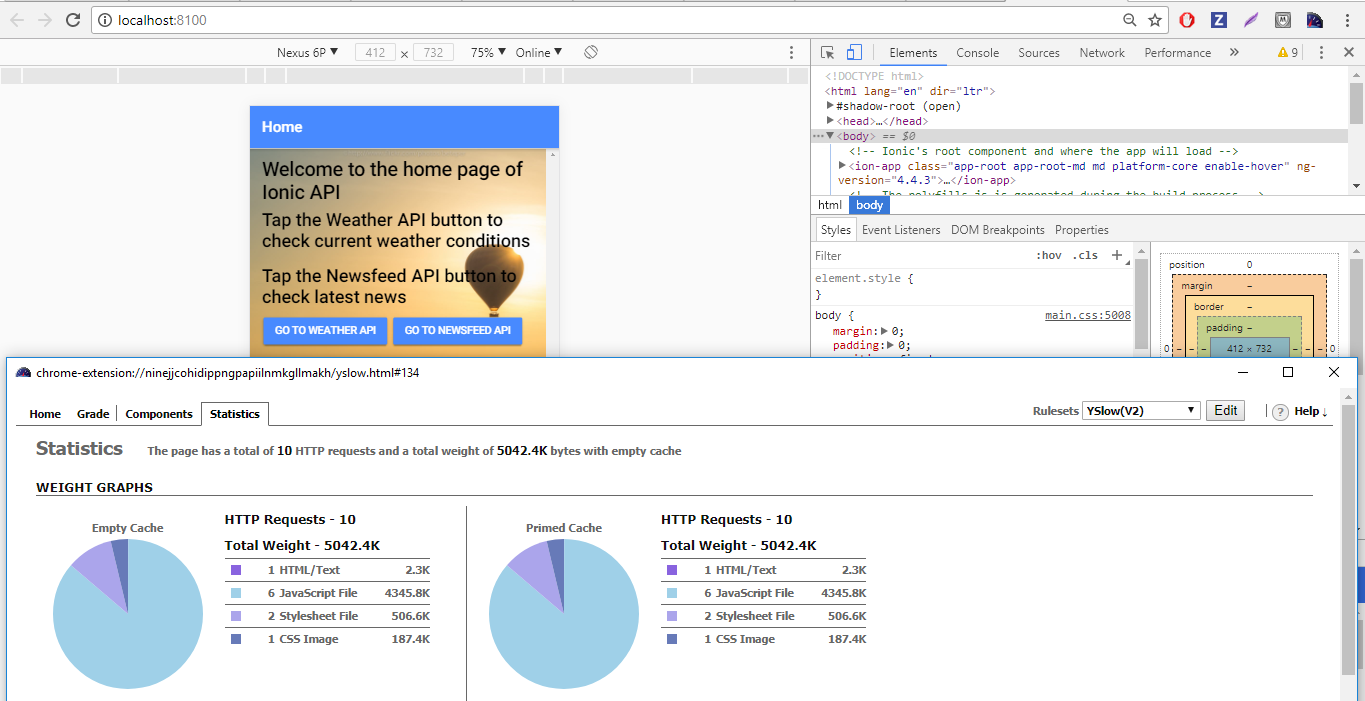 localhost:8100
Nexus 6P ▼ 412 × 732 75% ▼ Online ▼
Elements Console Sources Network Performance » 9
Home
Welcome to the home page of
Ionic API
Tap the Weather API button to
check current weather conditions
Tap the Newsfeed API button to
check latest news
GO TO WEATHER API GO TO NEWSFEED API
<!DOCTYPE html>
<html lang="en" dir="ltr">
▶#shadow-root (open)
▶<head>…</head>
…▼<body> == $0
<!-- Ionic's root component and where the app will load -->
▶<ion-app class="app-root app-root-md md platform-core enable-hover" ng-
version="4.4.3">…</ion-app>
<!-- The polyfills js is generated during the build process -->
html body
Styles Event Listeners DOM Breakpoints Properties
Filter :hov .cls +
element.style {
}
body { main.css:5008
margin:▶ 0;
padding:▶ 0;
position 0
margin –
border –
padding –
0 – – – 412 × 732 – – – 0
chrome-extension://ninejjcohidippngpapiilnmkgllmakh/yslow.html#134
Home Grade Components Statistics
Rulesets YSlow(V2) ▼ Edit ? Help ↓
Statistics The page has a total of 10 HTTP requests and a total weight of 5042.4K bytes with empty cache
WEIGHT GRAPHS
Empty Cache
HTTP Requests - 10
Total Weight - 5042.4K
1 HTML/Text 2.3K
6 JavaScript File 4345.8K
2 Stylesheet File 506.6K
1 CSS Image 187.4K
Primed Cache
HTTP Requests - 10
Total Weight - 5042.4K
1 HTML/Text 2.3K
6 JavaScript File 4345.8K
2 Stylesheet File 506.6K
1 CSS Image 187.4K